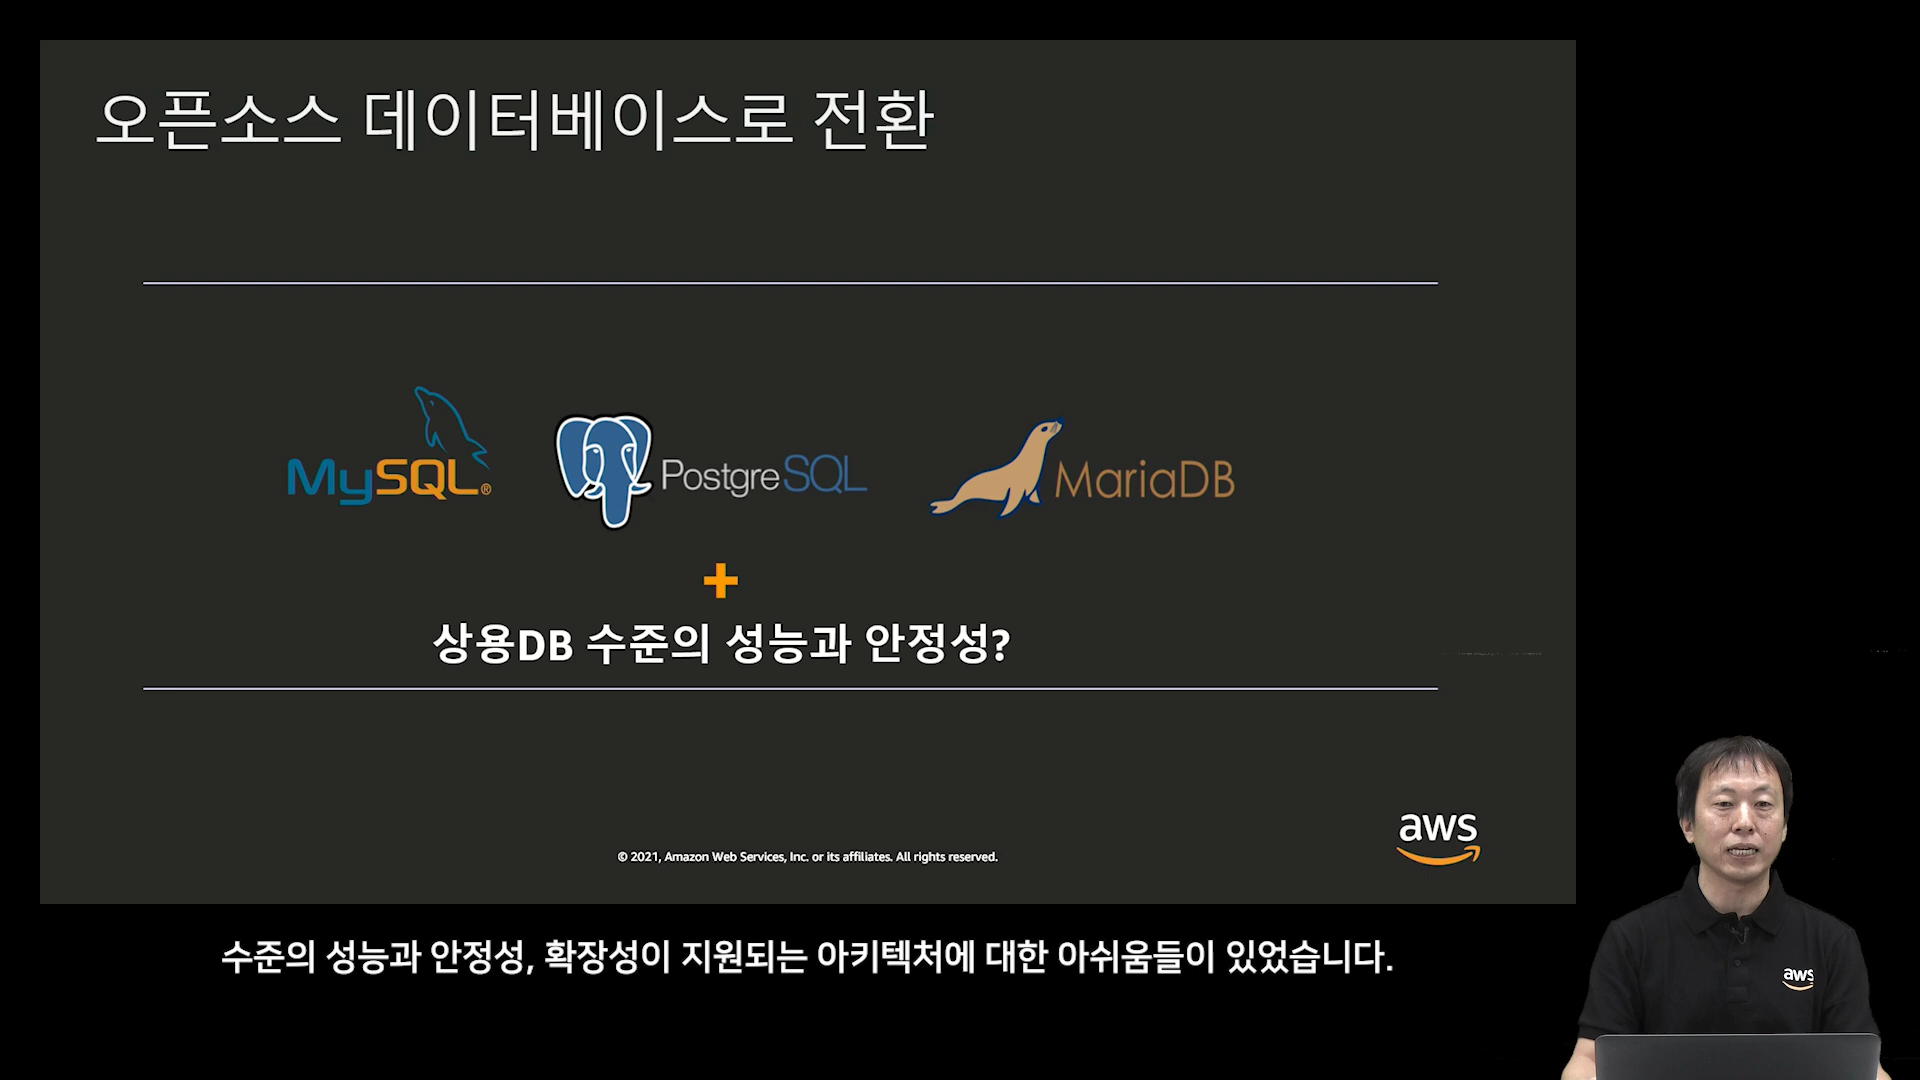 오픈소스 데이터베이스로 전환
MySQL®
PostgreSQL
MariaDB
+
상용DB 수준의 성능과 안정성?
aws
© 2021, Amazon Web Services, Inc. or its affiliates. All rights reserved.
수준의 성능과 안정성, 확장성이 지원되는 아키텍처에 대한 아쉬움들이 있었습니다.
aws